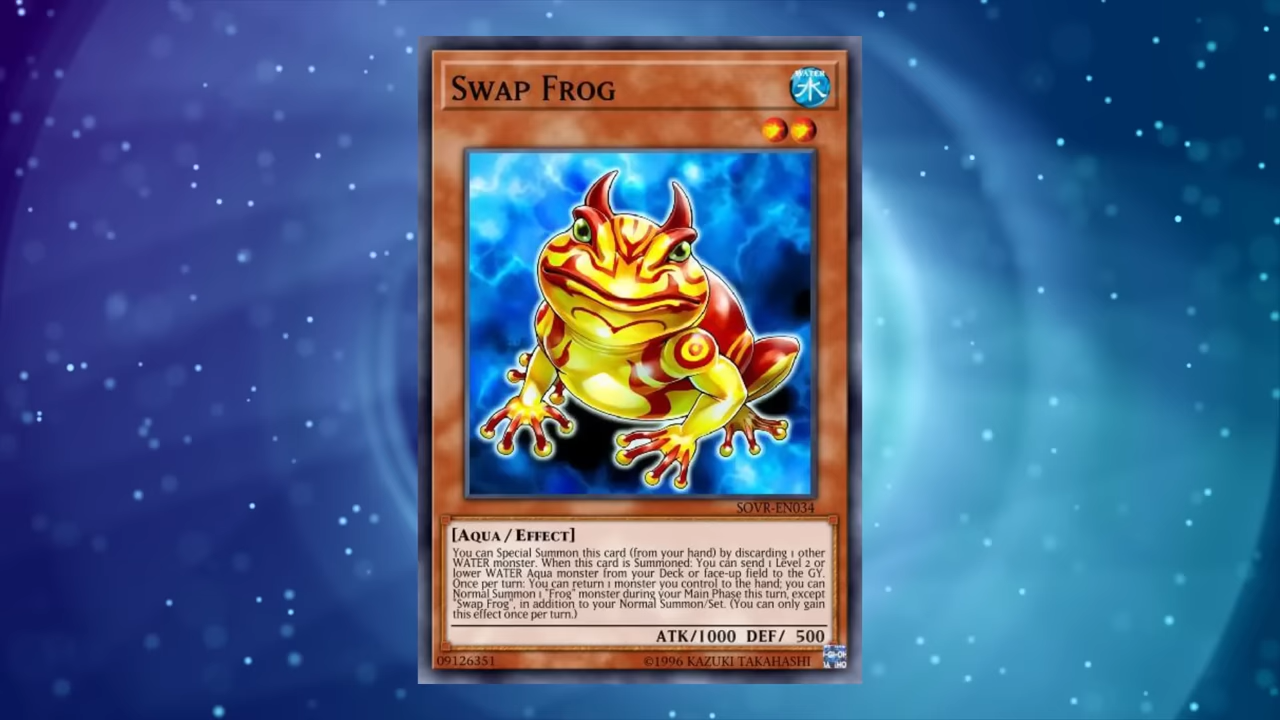 Swap Frog
WATER
水
SOVR-EN034
[Aqua / Effect]
You can Special Summon this card (from your hand) by discarding 1 other
WATER monster. When this card is Summoned: You can send 1 Level 2 or
lower WATER Aqua monster from your Deck or face-up field to the GY.
Once per turn: You can return 1 monster you control to the hand; you can
Normal Summon 1 "Frog" monster during your Main Phase this turn, except
"Swap Frog", in addition to your Normal Summon/Set. (You can only gain
this effect once per turn.)
ATK/1000 DEF/ 500
09126351
©1996 KAZUKI TAKAHASHI